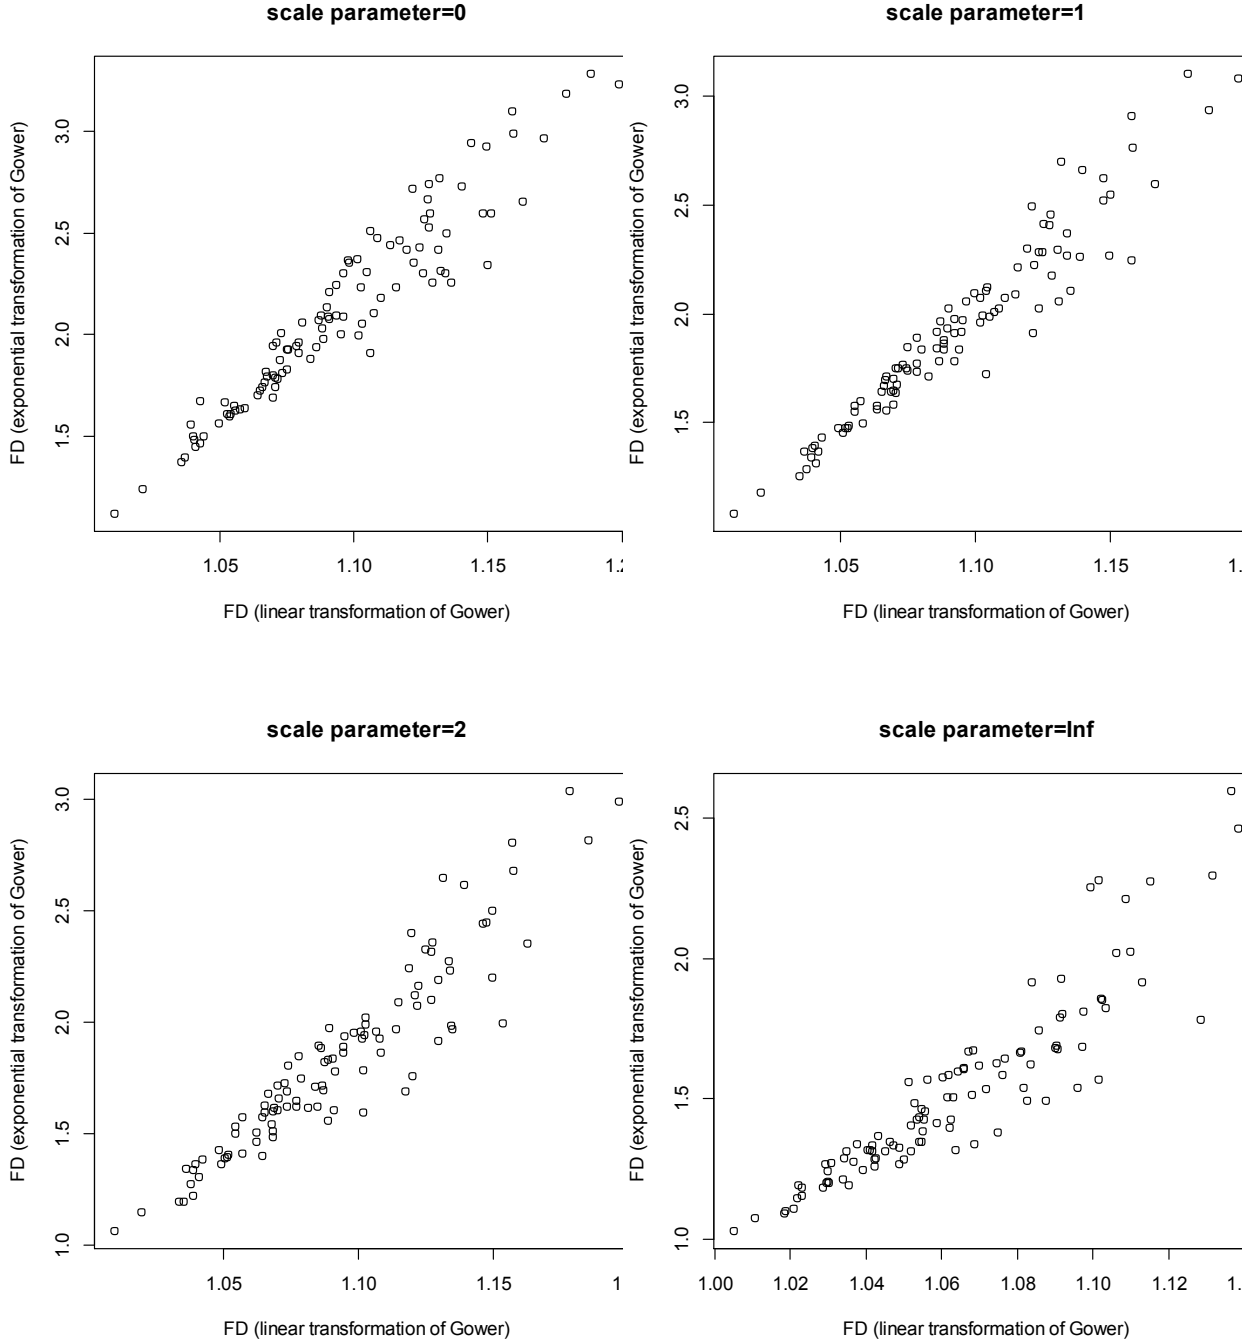 scale parameter=0
FD (exponential transformation of Gower)
3.0
2.5
2.0
1.5
1.05 1.10 1.15 1.2
FD (linear transformation of Gower)
scale parameter=1
FD (exponential transformation of Gower)
3.0
2.5
2.0
1.5
1.05 1.10 1.15 1.
FD (linear transformation of Gower)
scale parameter=2
FD (exponential transformation of Gower)
3.0
2.5
2.0
1.5
1.0
1.05 1.10 1.15 1
FD (linear transformation of Gower)
scale parameter=Inf
FD (exponential transformation of Gower)
2.5
2.0
1.5
1.0
1.00 1.02 1.04 1.06 1.08 1.10 1.12 1.
FD (linear transformation of Gower)